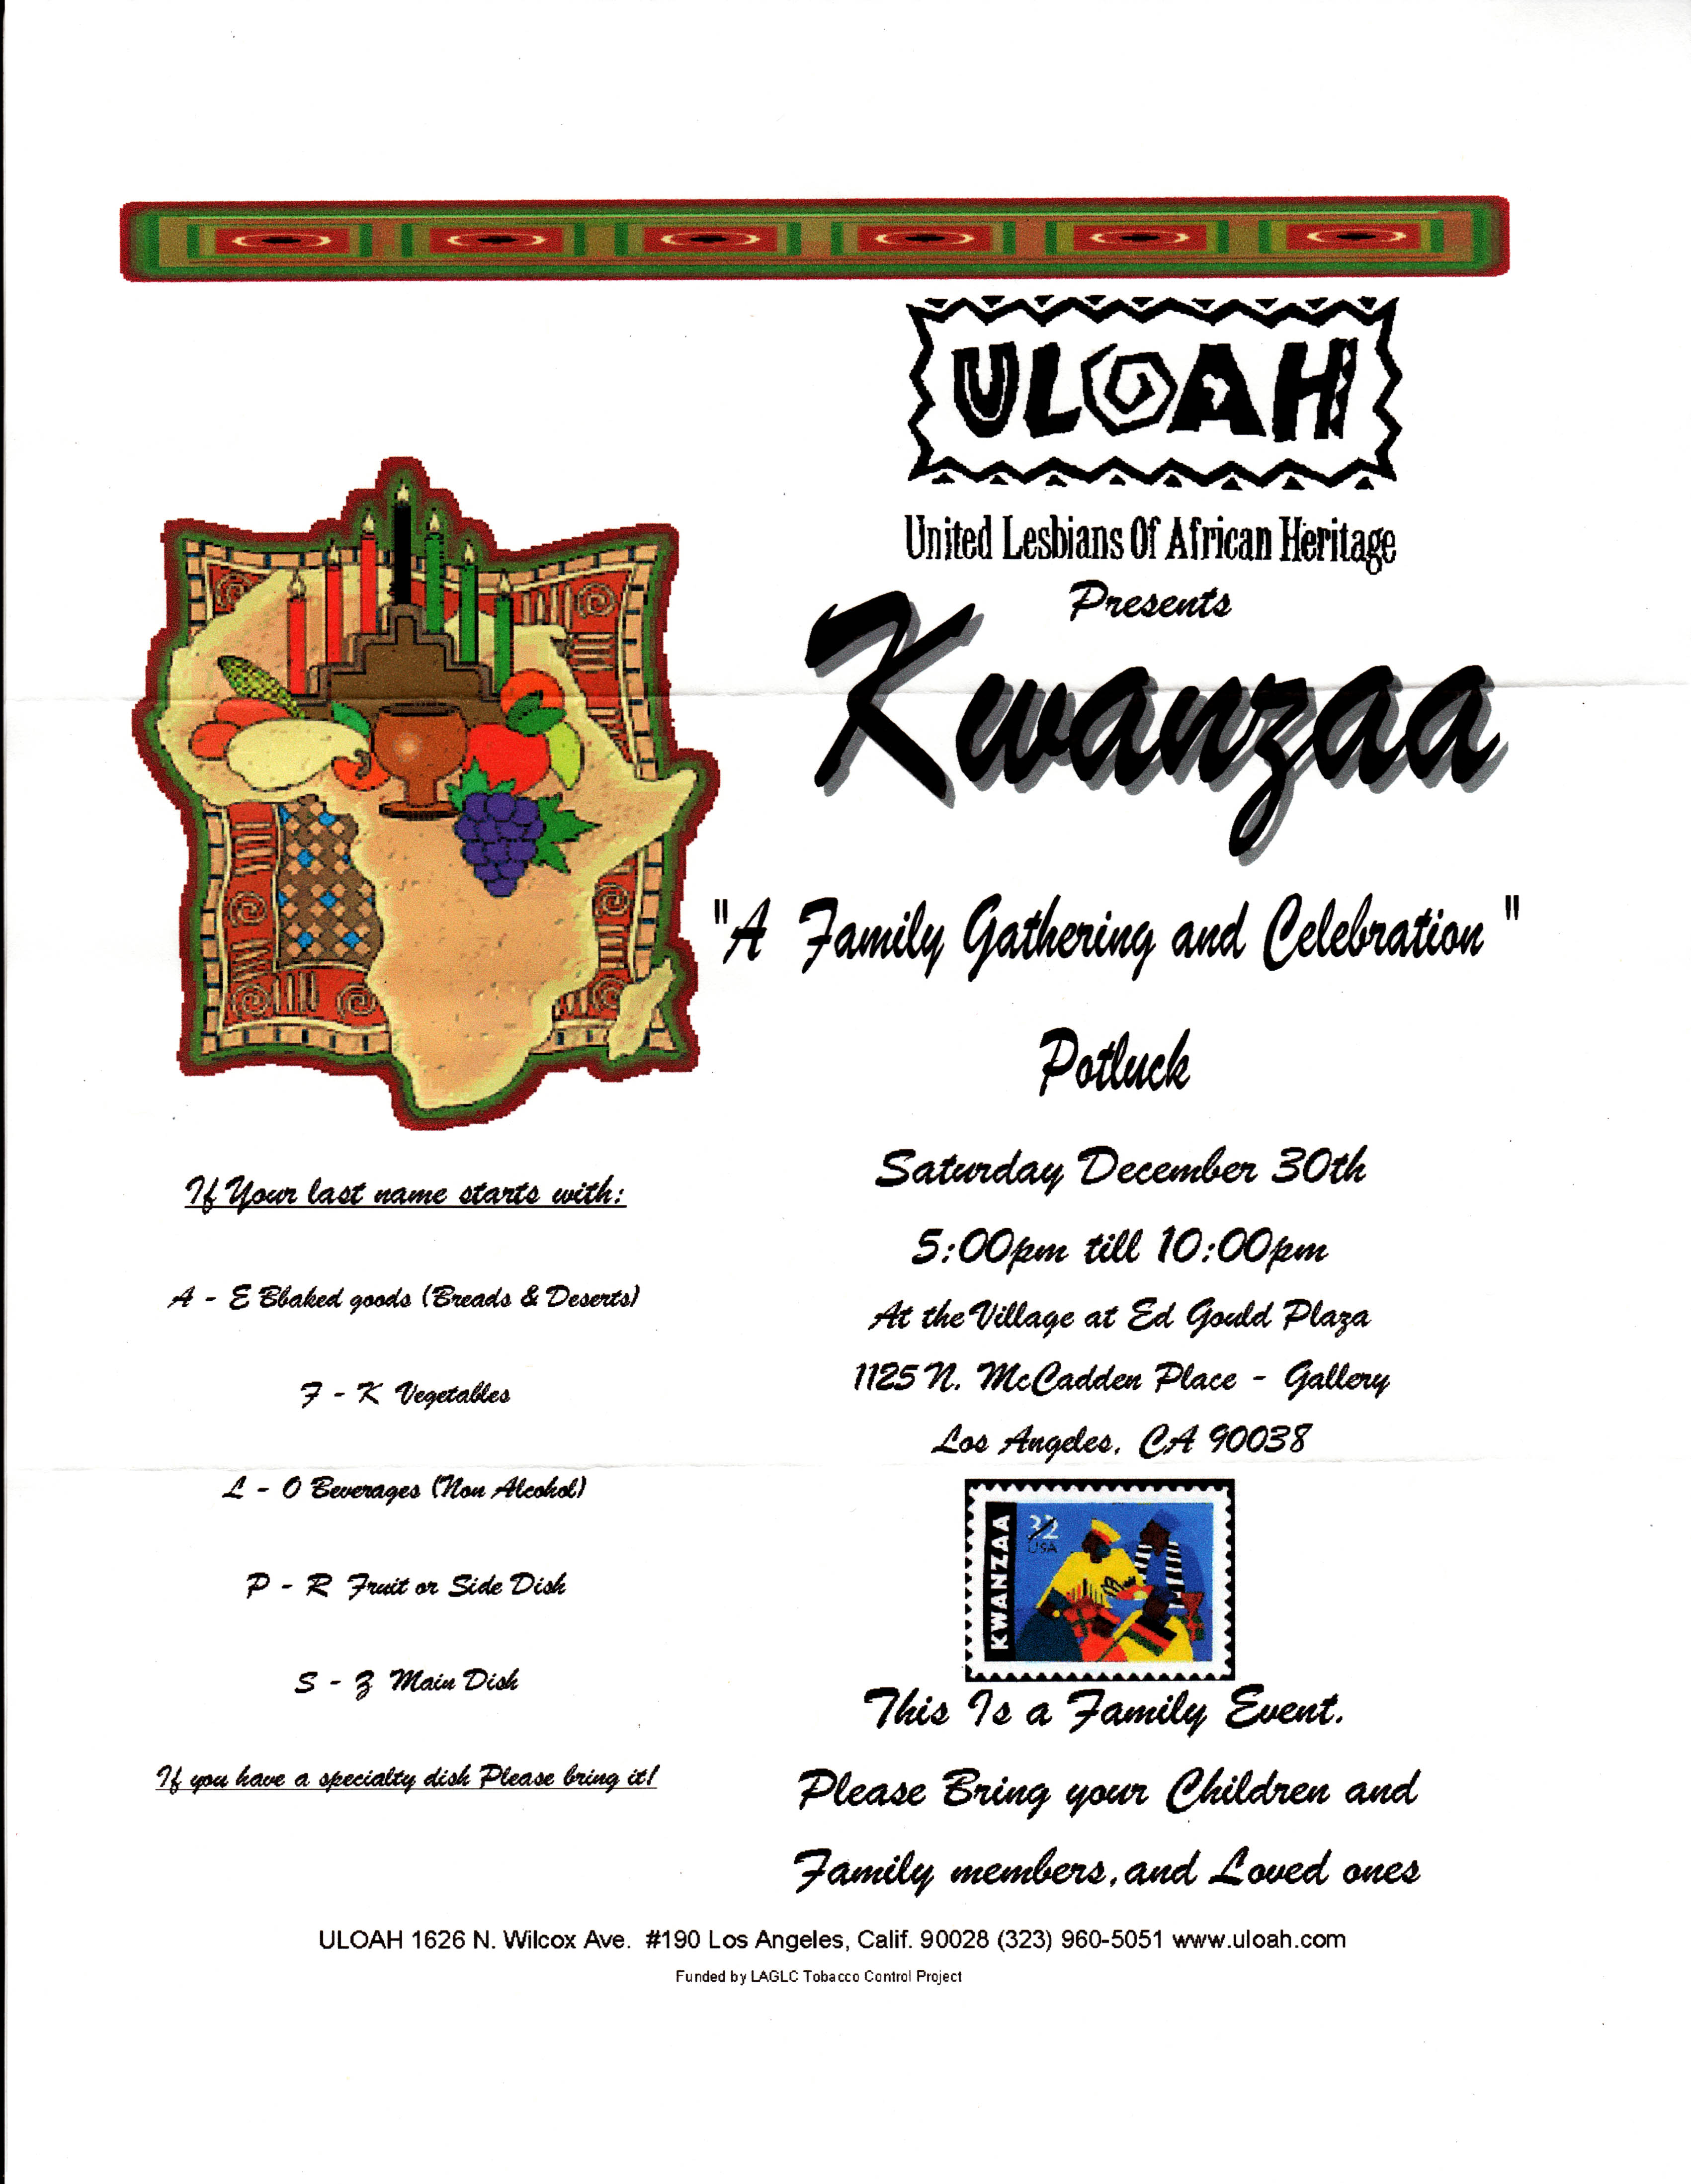 ULOAH
United Lesbians Of African Heritage
Presents
Kwanzaa
"A Family Gathering and Celebration "
Potluck
Saturday December 30th
5:00pm till 10:00pm
At the Village at Ed Gould Plaza
1125 N. McCadden Place - Gallery
Los Angeles, CA 90038
KWANZAA
32
USA
This Is a Family Event.
Please Bring your Children and
Family members, and Loved ones
If Your last name starts with:
A - E Bbaked goods (Breads & Deserts)
F - K Vegetables
L - O Beverages (Non Alcohol)
P - R Fruit or Side Dish
S - Z Main Dish
If you have a specialty dish Please bring it!
ULOAH 1626 N. Wilcox Ave. #190 Los Angeles, Calif. 90028 (323) 960-5051 www.uloah.com
Funded by LAGLC Tobacco Control Project